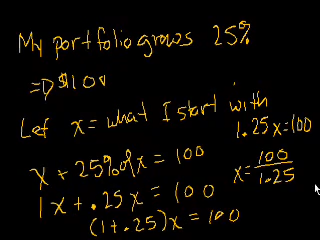 My portfolio grows 25%
=D $100
Let x = what I start with
x + 25% of x = 100
1x + .25x = 100
(1+.25)x = 100
1.25x=100
x = 100/1.25